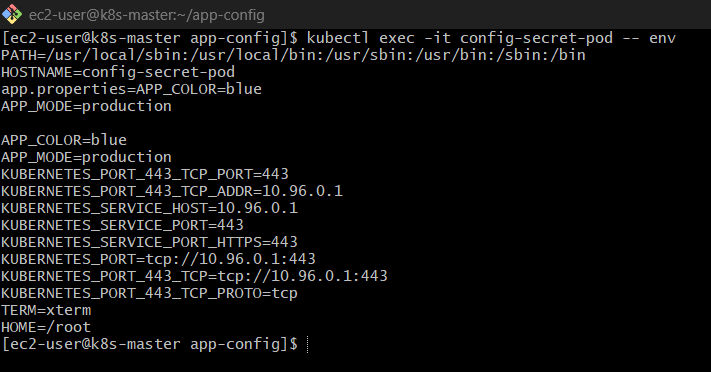 ec2-user@k8s-master:~/app-config
[ec2-user@k8s-master app-config]$ kubectl exec -it config-secret-pod -- env
PATH=/usr/local/sbin:/usr/local/bin:/usr/sbin:/usr/bin:/sbin:/bin
HOSTNAME=config-secret-pod
app.properties=APP_COLOR=blue
APP_MODE=production

APP_COLOR=blue
APP_MODE=production
KUBERNETES_PORT_443_TCP_PORT=443
KUBERNETES_PORT_443_TCP_ADDR=10.96.0.1
KUBERNETES_SERVICE_HOST=10.96.0.1
KUBERNETES_SERVICE_PORT=443
KUBERNETES_SERVICE_PORT_HTTPS=443
KUBERNETES_PORT=tcp://10.96.0.1:443
KUBERNETES_PORT_443_TCP=tcp://10.96.0.1:443
KUBERNETES_PORT_443_TCP_PROTO=tcp
TERM=xterm
HOME=/root
[ec2-user@k8s-master app-config]$